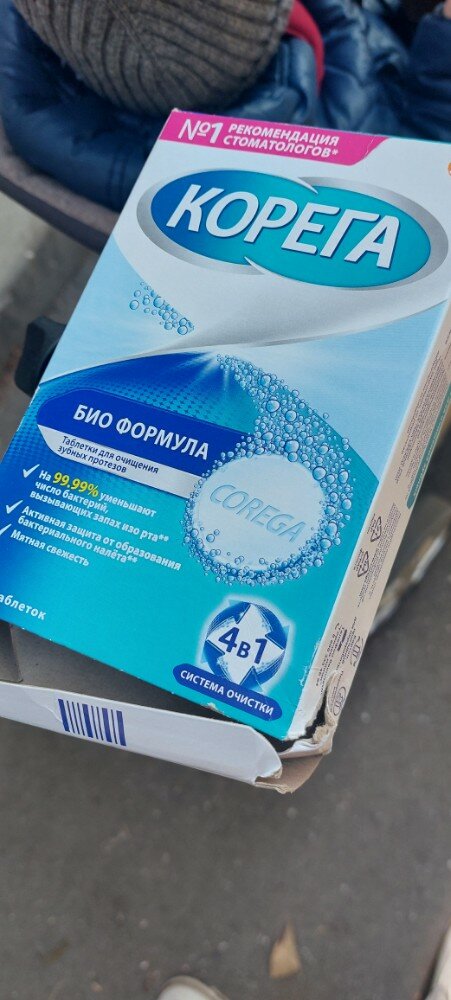 №1 РЕКОМЕНДАЦИЯ
СТОМАТОЛОГОВ*
КОРЕГА
БИО ФОРМУЛА
Таблетки для очищения
зубных протезов
На 99,99% уменьшают
число бактерий,
вызывающих запах изо рта**
Активная защита от образования
бактериального налёта**
Мятная свежесть
COREGA
4в1
СИСТЕМА ОЧИСТКИ